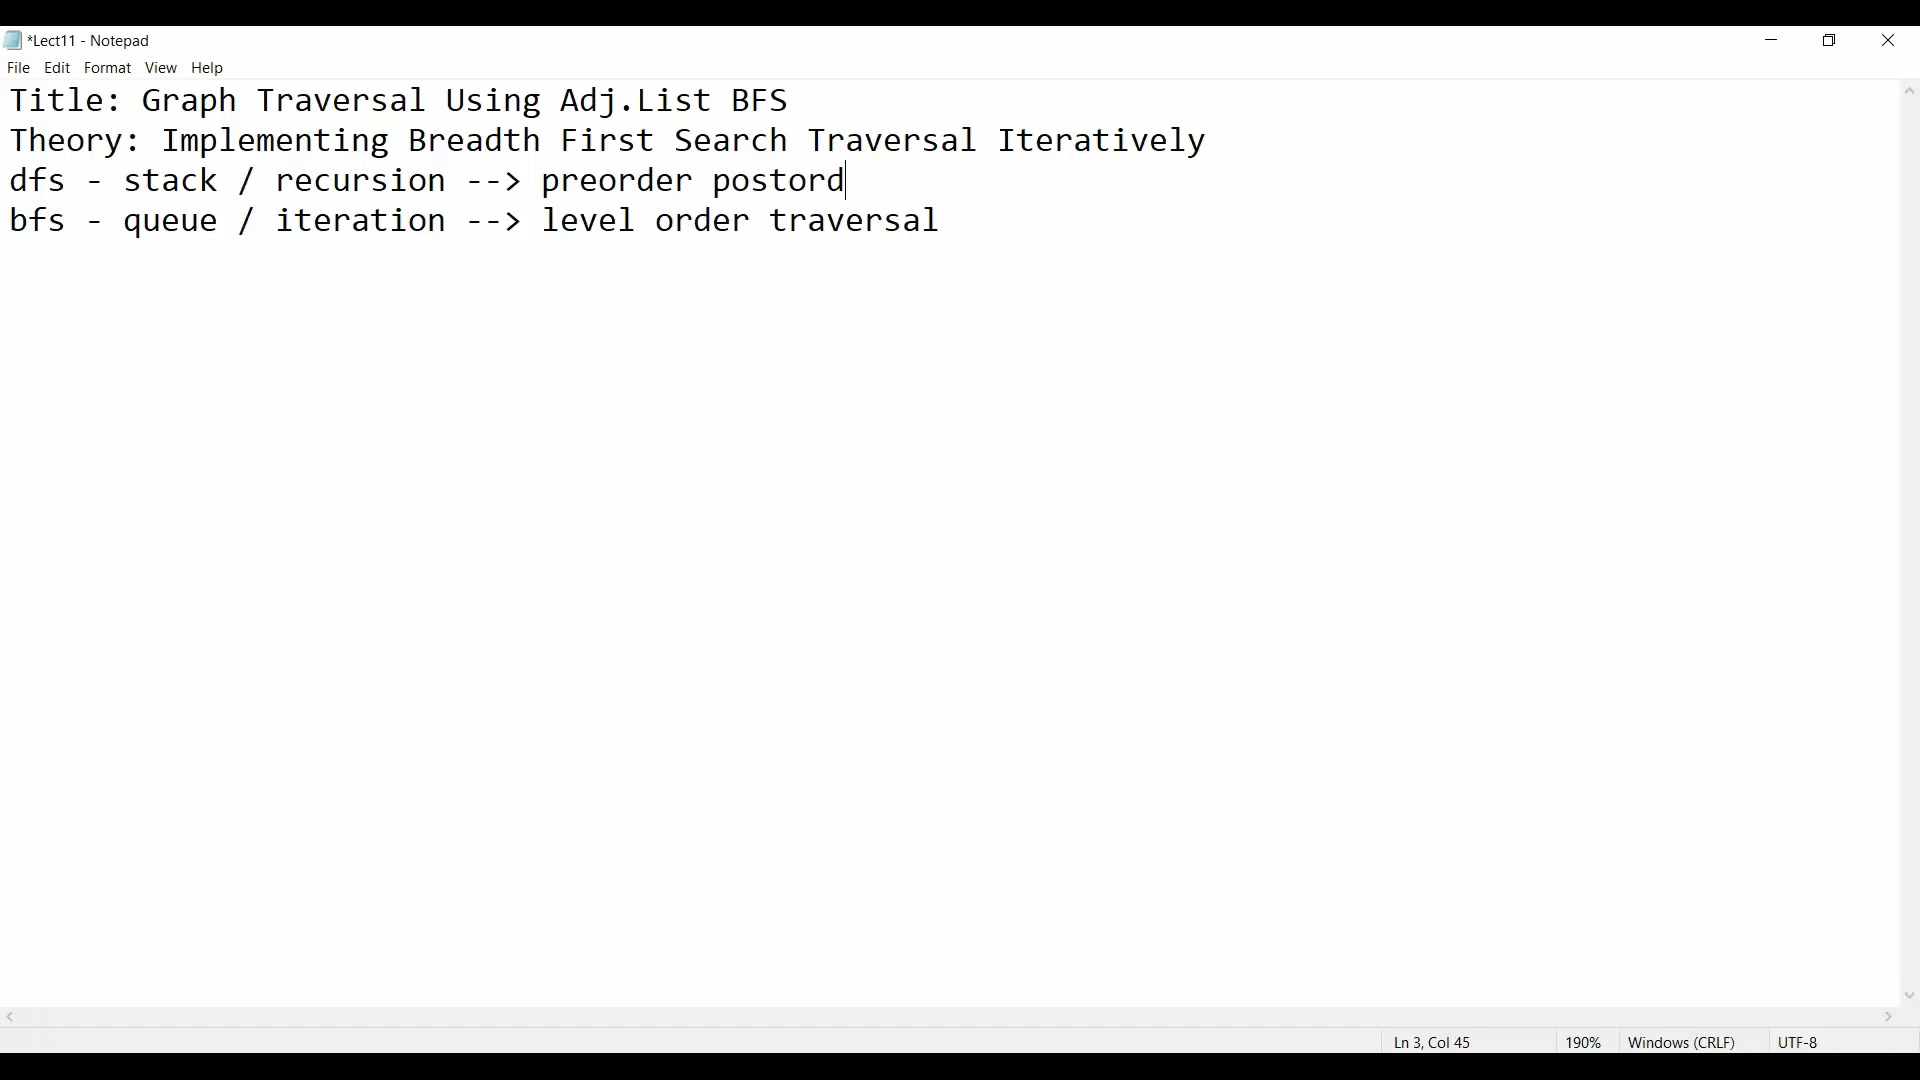 *Lect11 - Notepad
File Edit Format View Help
Title: Graph Traversal Using Adj.List BFS
Theory: Implementing Breadth First Search Traversal Iteratively
dfs - stack / recursion --> preorder postord
bfs - queue / iteration --> level order traversal
Ln 3, Col 45 190% Windows (CRLF) UTF-8